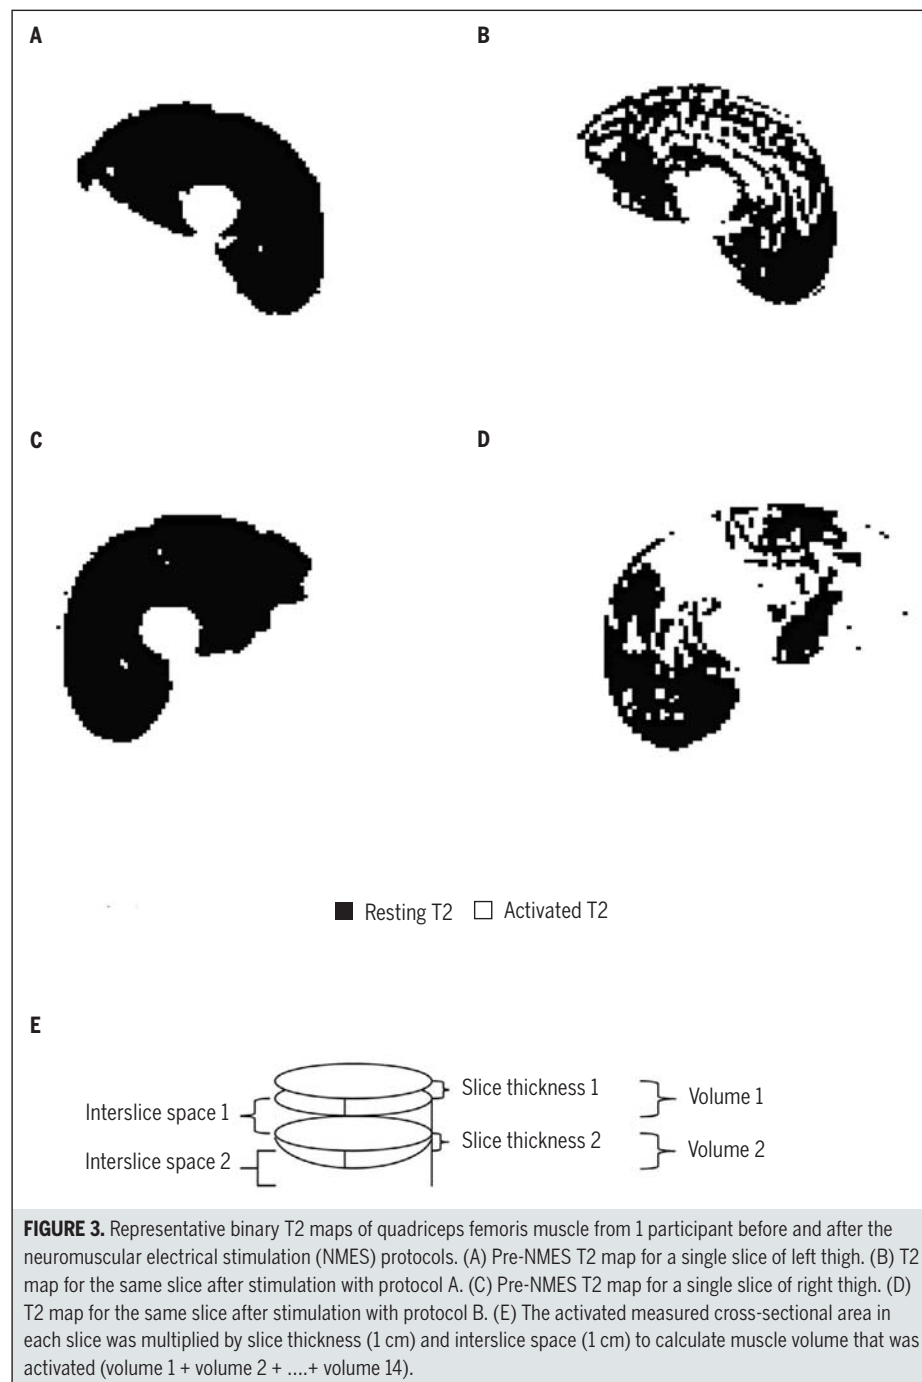 A
B
C
D
Resting T2 Activated T2
E
Interslice space 1
Slice thickness 1
Volume 1
Interslice space 2
Slice thickness 2
Volume 2
FIGURE 3. Representative binary T2 maps of quadriceps femoris muscle from 1 participant before and after the
neuromuscular electrical stimulation (NMES) protocols. (A) Pre-NMES T2 map for a single slice of left thigh. (B) T2
map for the same slice after stimulation with protocol A. (C) Pre-NMES T2 map for a single slice of right thigh. (D)
T2 map for the same slice after stimulation with protocol B. (E) The activated measured cross-sectional area in
each slice was multiplied by slice thickness (1 cm) and interslice space (1 cm) to calculate muscle volume that was
activated (volume 1 + volume 2 + ....+ volume 14).